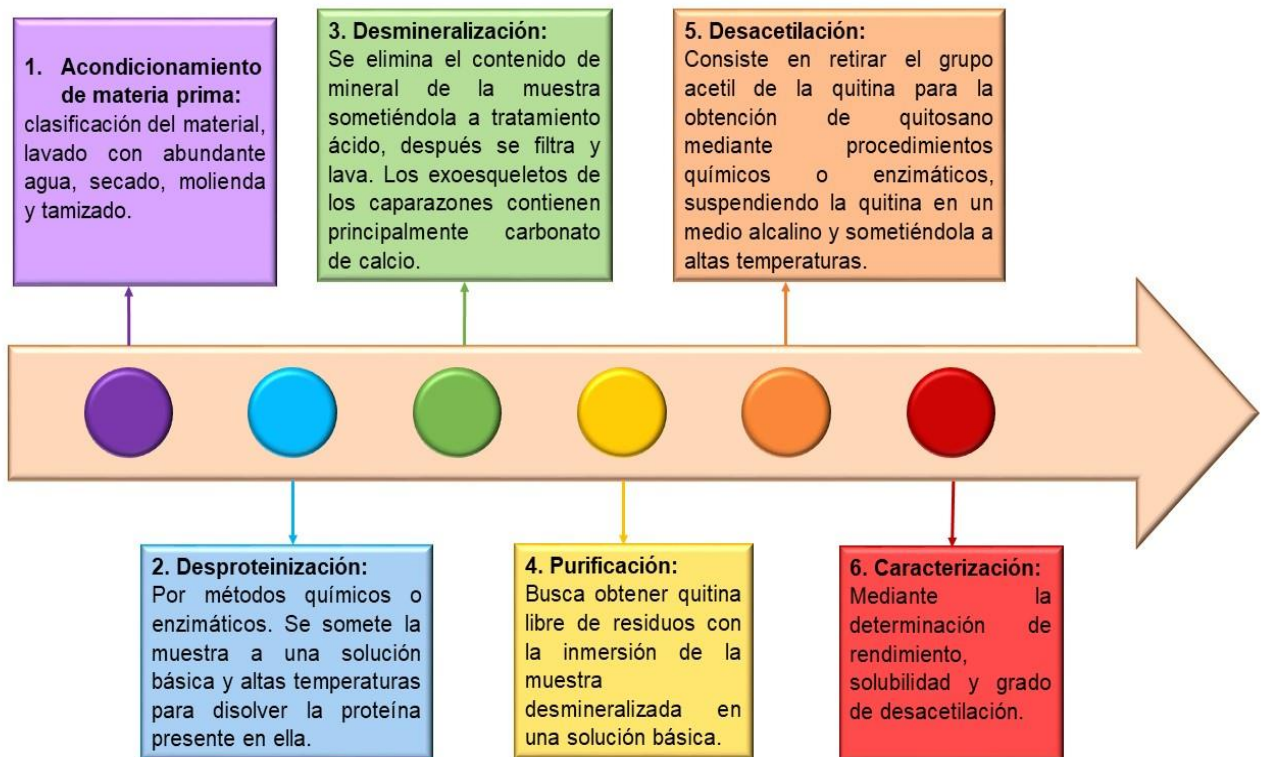 1. Acondicionamiento
de materia prima:
clasificación del material,
lavado con abundante
agua, secado, molienda
y tamizado.
2. Desproteinización:
Por métodos químicos o
enzimáticos. Se somete la
muestra a una solución
básica y altas temperaturas
para disolver la proteína
presente en ella.
3. Desmineralización:
Se elimina el contenido de
mineral de la muestra
sometiéndola a tratamiento
ácido, después se filtra y
lava. Los exoesqueletos de
los caparazones contienen
principalmente carbonato
de calcio.
4. Purificación:
Busca obtener quitina
libre de residuos con
la inmersión de la
muestra
desmineralizada en
una solución básica.
5. Desacetilación:
Consiste en retirar el grupo
acetil de la quitina para la
obtención de quitosano
mediante procedimientos
químicos o enzimáticos,
suspendiendo la quitina en un
medio alcalino y sometiéndola a
altas temperaturas.
6. Caracterización:
Mediante la
determinación de
rendimiento,
solubilidad y grado
de desacetilación.